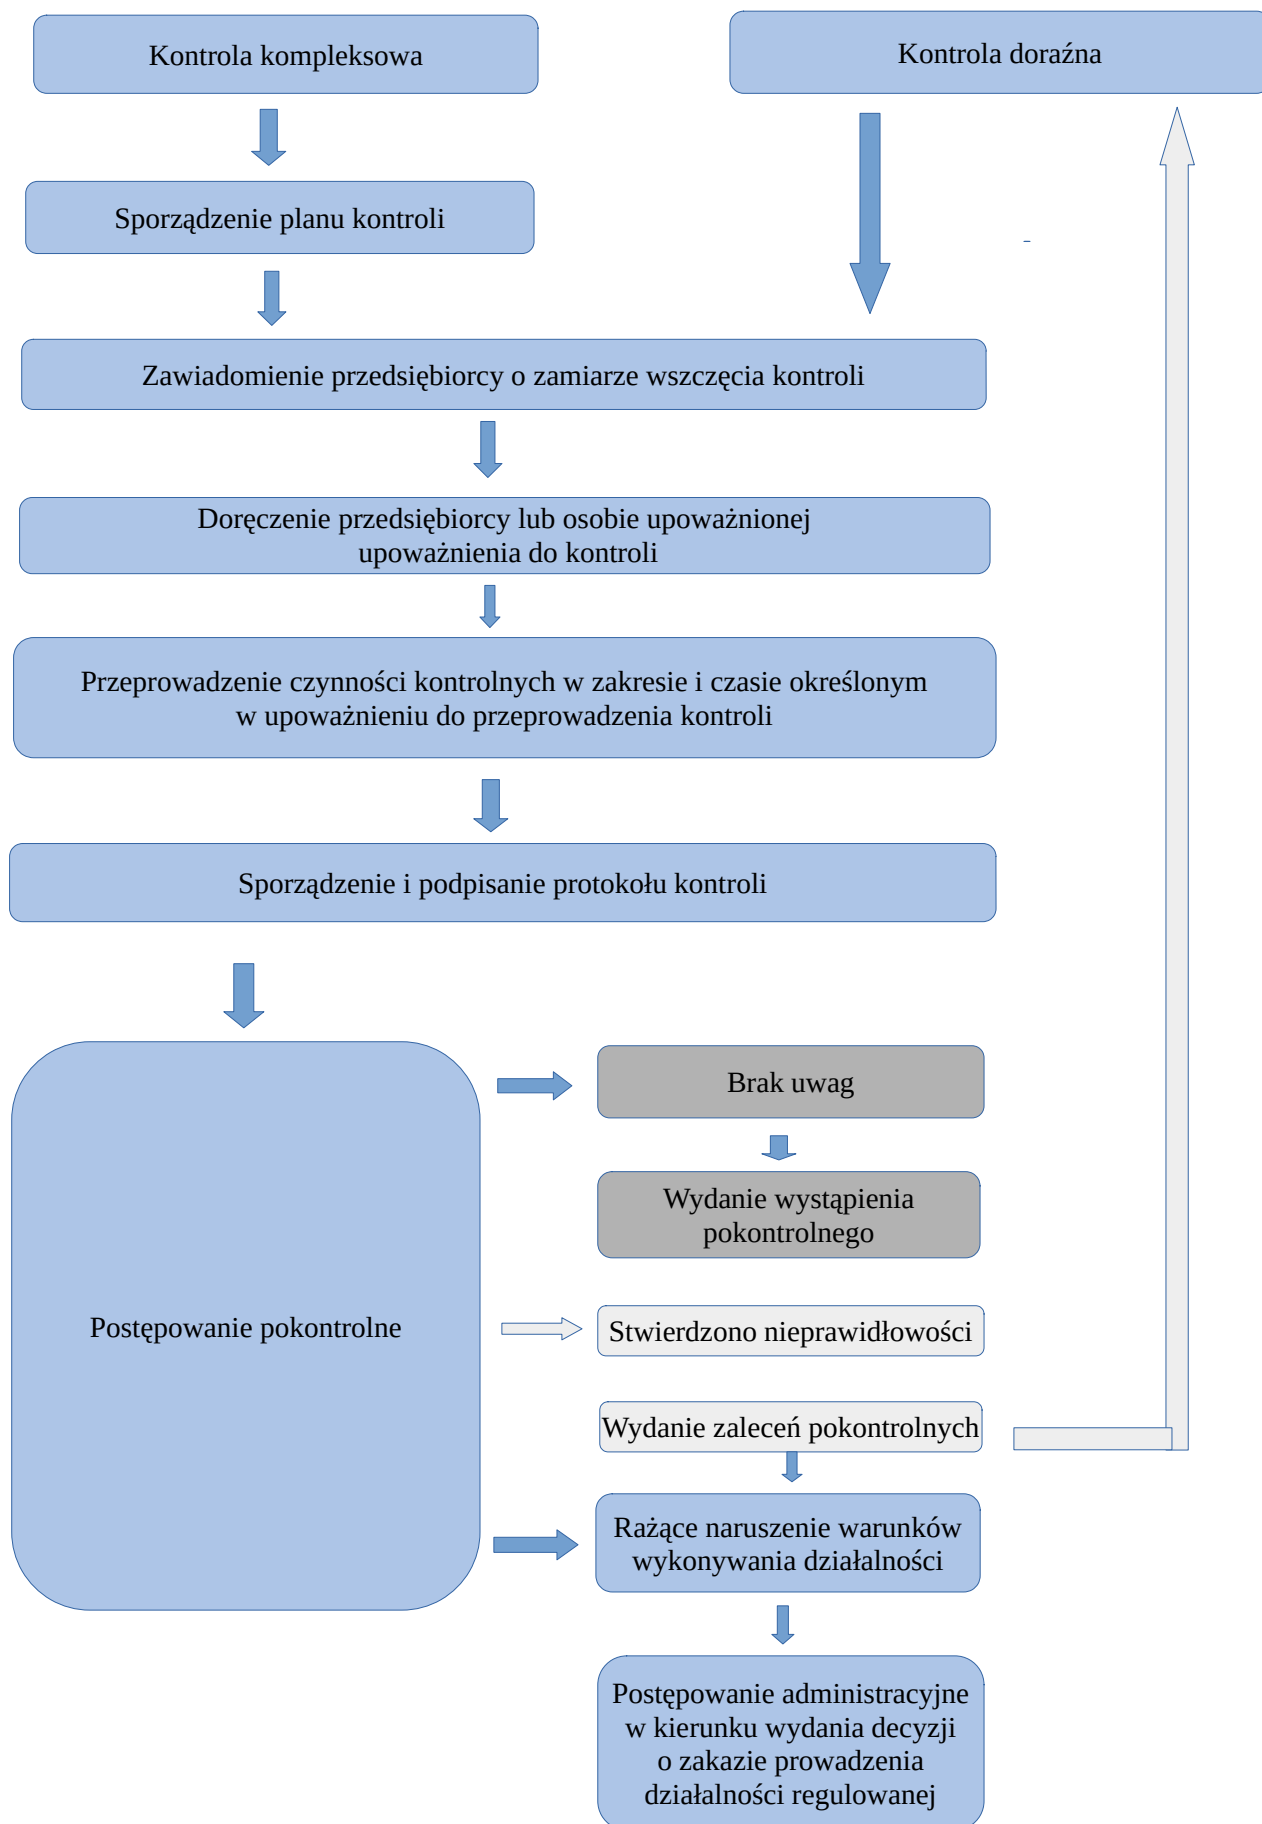 Kontrola kompleksowa
Kontrola doraźna
Sporządzenie planu kontroli
Zawiadomienie przedsiębiorcy o zamiarze wszczęcia kontroli
Doręczenie przedsiębiorcy lub osobie upoważnionej
upoważnienia do kontroli
Przeprowadzenie czynności kontrolnych w zakresie i czasie określonym
w upoważnieniu do przeprowadzenia kontroli
Sporządzenie i podpisanie protokołu kontroli
Postępowanie pokontrolne
Brak uwag
Wydanie wystąpienia
pokontrolnego
Stwierdzono nieprawidłowości
Wydanie zaleceń pokontrolnych
Rażące naruszenie warunków
wykonywania działalności
Postępowanie administracyjne
w kierunku wydania decyzji
o zakazie prowadzenia
działalności regulowanej